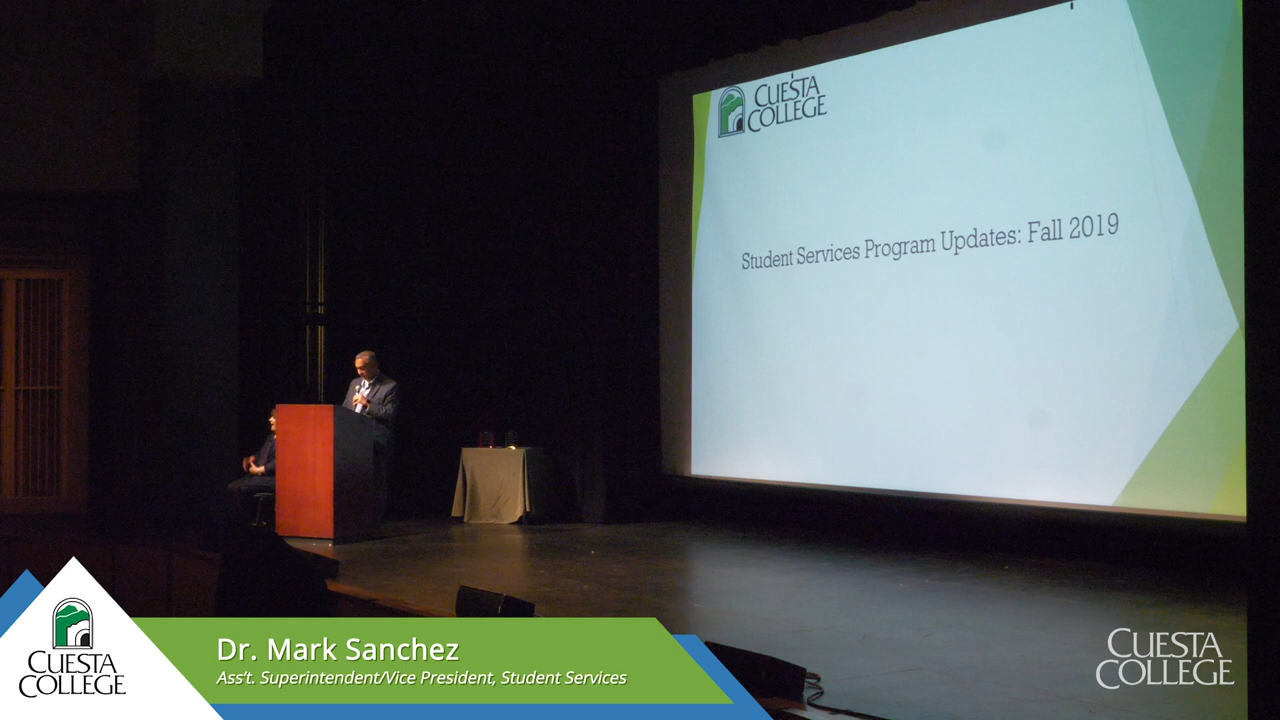 CUESTA
COLLEGE
Student Services Program Updates: Fall 2019
Dr. Mark Sanchez
Ass't. Superintendent/Vice President, Student Services
CUESTA
COLLEGE
CUESTA
COLLEGE